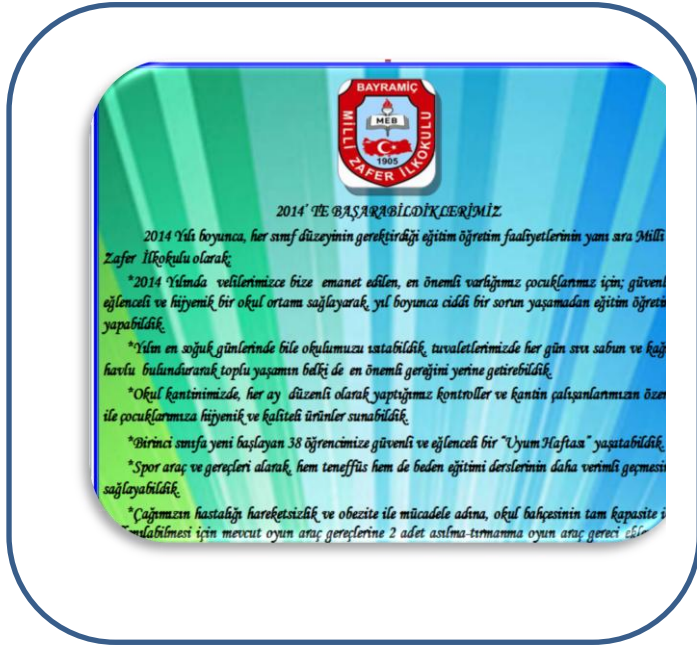 BAYRAMİÇ
MEB
MİLLİ ZAFER İLKOKULU
1905
2014' TE BAŞARABİLDİKLERİMİZ
2014 Yılı boyunca, her sınıf düzeyinin gerektirdiği eğitim öğretim faaliyetlerinin yanı sıra Milli
Zafer İlkokulu olarak;
*2014 Yılında velilerimizce bize emanet edilen, en önemli varlığımız çocuklarımız için; güvenl
eğlenceli ve hijyenik bir okul ortamı sağlayarak, yıl boyunca ciddi bir sorun yaşamadan eğitim öğreti
yapabildik.
*Yılın en soğuk günlerinde bile okulumuzu ısıtabildik, tuvaletlerimizde her gün sıvı sabun ve kağ
havlu bulundurarak toplu yaşamın belki de en önemli gereğini yerine getirebildik.
*Okul kantinimizde, her ay düzenli olarak yaptığımız kontroller ve kantin çalışanlarımızın özen
ile çocuklarımıza hijyenik ve kaliteli ürünler sunabildik.
*Birinci sınıfa yeni başlayan 38 öğrencimize güvenli ve eğlenceli bir "Uyum Haftası" yaşatabildik.
*Spor araç ve gereçleri alarak, hem teneffüs hem de beden eğitimi derslerinin daha verimli geçmesi
sağlayabildik.
*Çağımızın hastalığı hareketsizlik ve obezite ile mücadele adına, okul bahçesinin tam kapasite i
için mevcut oyun araç gereçlerine 2 adet asılma-tırmanma oyun araç gereci